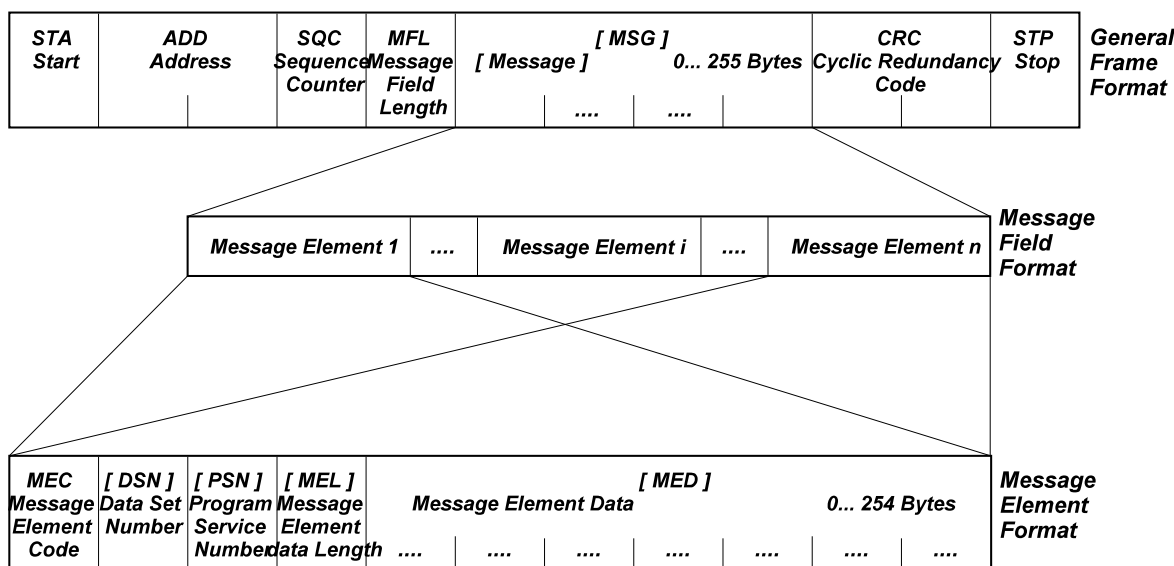 STA
Start
ADD
Address
SQC
Sequence
Counter
MFL
Message
Field
Length
[ MSG ]
[ Message ] 0... 255 Bytes
.... ....
CRC
Cyclic Redundancy
Code
STP
Stop
General
Frame
Format
Message Element 1 .... Message Element i .... Message Element n
Message
Field
Format
MEC
Message
Element
Code
[ DSN ]
Data Set
Number
[ PSN ]
Program
Service
Number
[ MEL ]
Message
Element
data Length
[ MED ]
Message Element Data 0... 254 Bytes
.... .... .... .... .... .... ....
Message
Element
Format